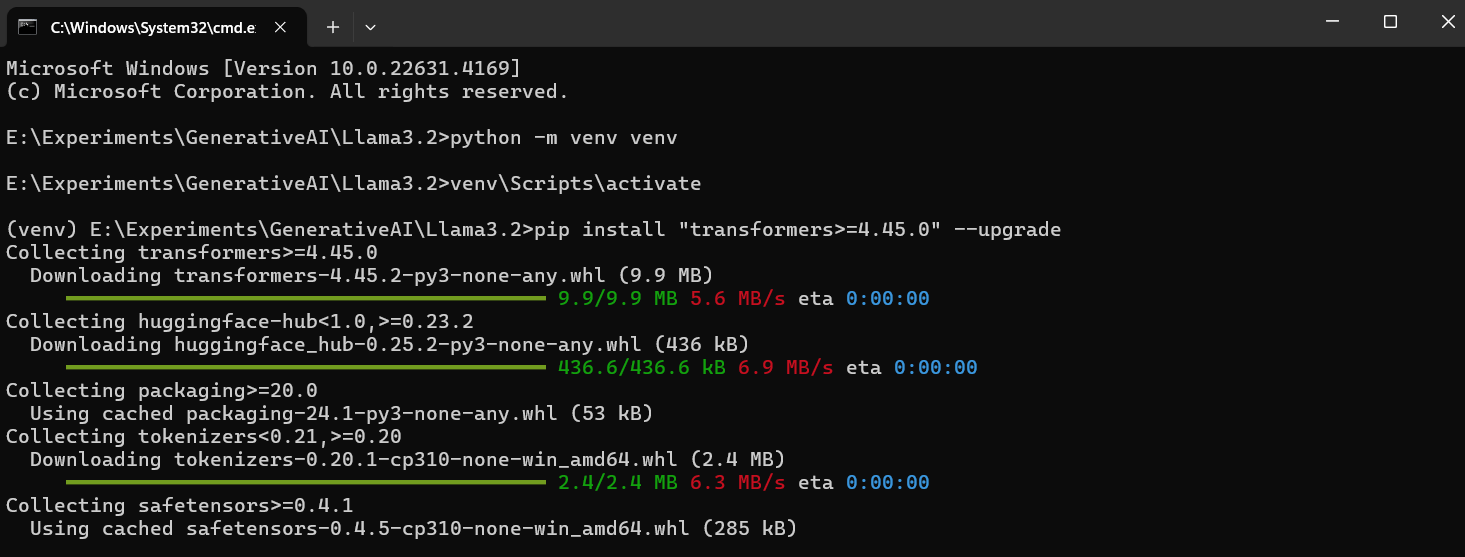 C:\Windows\System32\cmd.e
Microsoft Windows [Version 10.0.22631.4169]
(c) Microsoft Corporation. All rights reserved.
E:\Experiments\GenerativeAI\Llama3.2>python -m venv venv
E:\Experiments\GenerativeAI\Llama3.2>venv\Scripts\activate
(venv) E:\Experiments\GenerativeAI\Llama3.2>pip install "transformers>=4.45.0" --upgrade
Collecting transformers>=4.45.0
  Downloading transformers-4.45.2-py3-none-any.whl (9.9 MB)
9.9/9.9 MB 5.6 MB/s eta 0:00:00
Collecting huggingface-hub<1.0,>=0.23.2
  Downloading huggingface_hub-0.25.2-py3-none-any.whl (436 kB)
436.6/436.6 kB 6.9 MB/s eta 0:00:00
Collecting packaging>=20.0
  Using cached packaging-24.1-py3-none-any.whl (53 kB)
Collecting tokenizers<0.21,>=0.20
  Downloading tokenizers-0.20.1-cp310-none-win_amd64.whl (2.4 MB)
2.4/2.4 MB 6.3 MB/s eta 0:00:00
Collecting safetensors>=0.4.1
  Using cached safetensors-0.4.5-cp310-none-win_amd64.whl (285 kB)